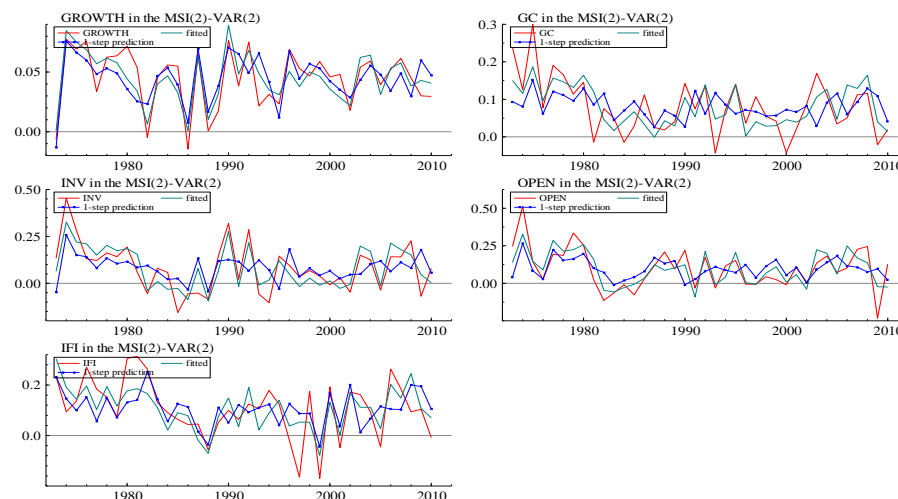 GROWTH in the MSI(2)-VAR(2)
GROWTH fitted
1-step prediction
0.05
0.00
1980 1990 2000 2010
GC in the MSI(2)-VAR(2)
0.3
GC fitted
1-step prediction
0.2
0.1
0.0
1980 1990 2000 2010
INV in the MSI(2)-VAR(2)
0.50
INV fitted
1-step prediction
0.25
0.00
1980 1990 2000 2010
OPEN in the MSI(2)-VAR(2)
OPEN fitted
0.50
1-step prediction
0.25
0.00
1980 1990 2000 2010
IFI in the MSI(2)-VAR(2)
IFI fitted
1-step prediction
0.2
0.0
1980 1990 2000 2010